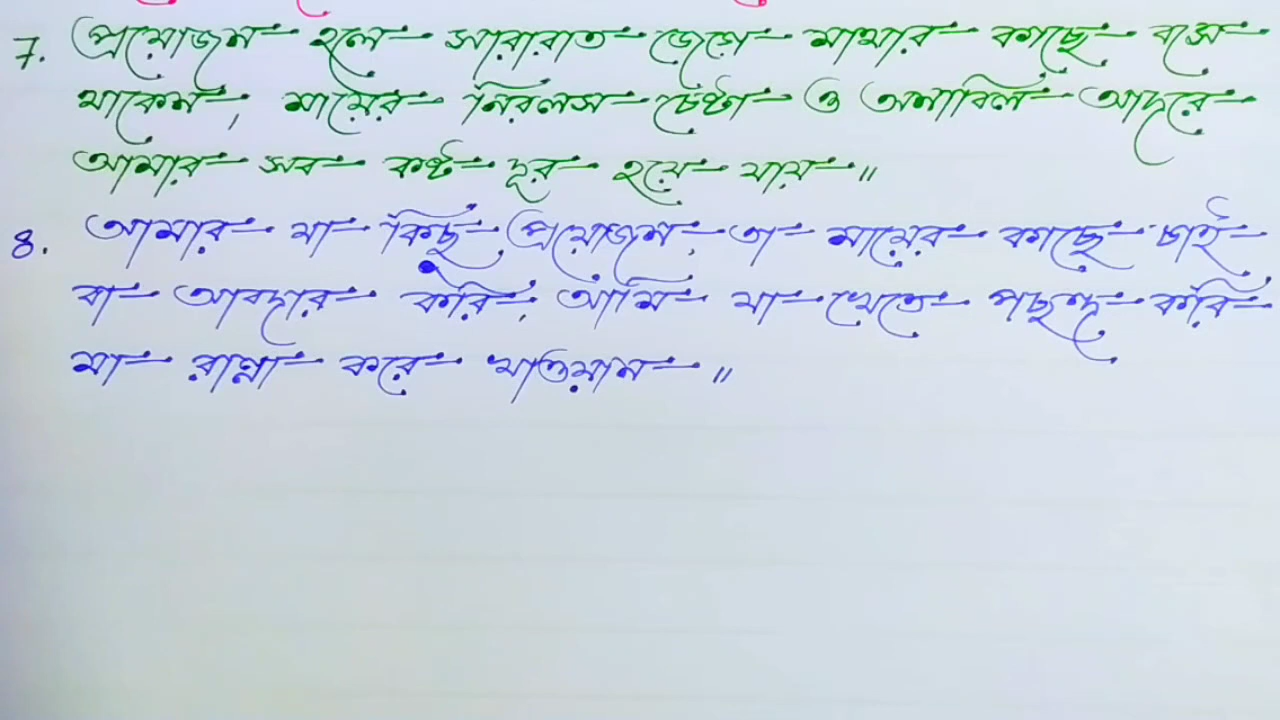 7. প্রয়োজন হলে সারারাত জেগে মাথার কাছে বসে
থাকেন, মায়ের নিরলস চেষ্টা ও অনাবিল আদরে
আমার সব কষ্ট দূর হয়ে যায়॥
8. আমার যা কিছু প্রয়োজন, তা মায়ের কাছে চাই
বা আবদার করি, আমি যা খেতে পছন্দ করি
মা রান্না করে খাওয়ান॥